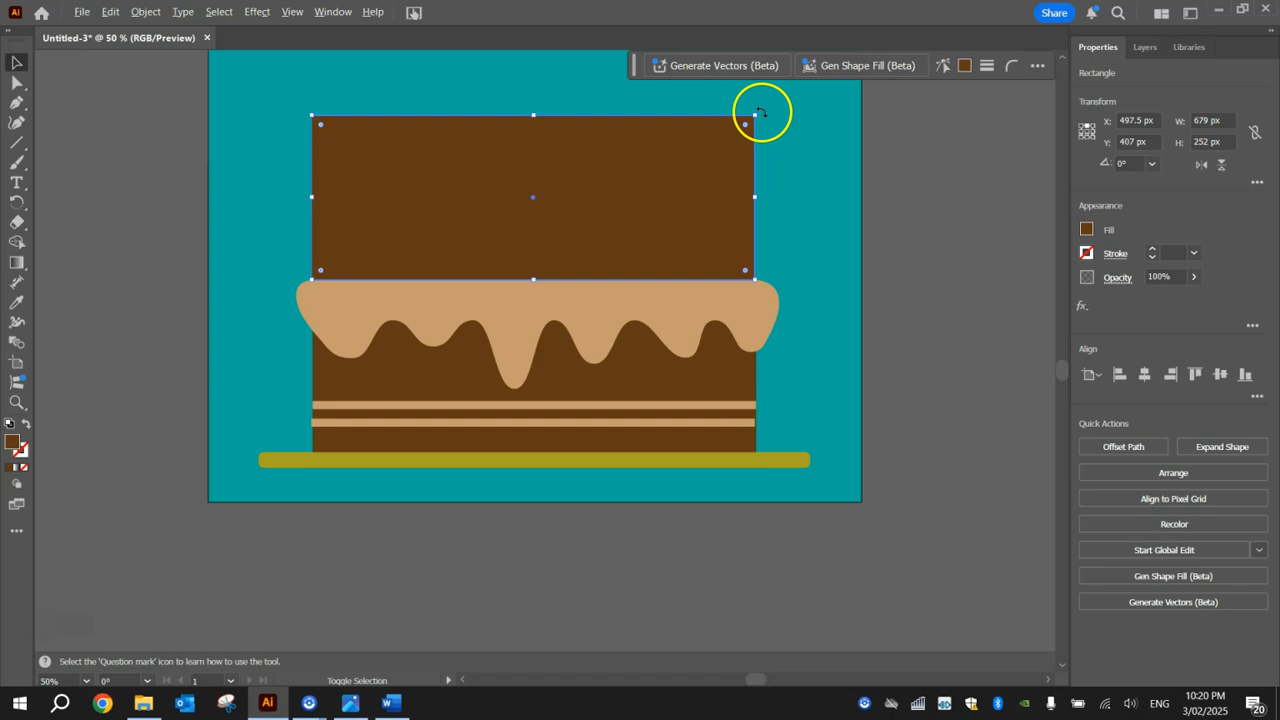 Ai File Edit Object Type Select Effect View Window Help Share
Untitled-3* @ 50 % (RGB/Preview) ×
Generate Vectors (Beta) Gen Shape Fill (Beta)
Properties Layers Libraries
Rectangle
Transform
X: 497.5 px W: 679 px
Y: 407 px H: 252 px
0°
Appearance
Fill
Stroke
Opacity 100%
fx.
Align
Quick Actions
Offset Path Expand Shape
Arrange
Align to Pixel Grid
Recolor
Start Global Edit
Gen Shape Fill (Beta)
Generate Vectors (Beta)
Select the 'Question mark' icon to learn how to use the tool.
50% 0° 1 Toggle Selection
Ai ENG 10:20 PM
3/02/2025 20